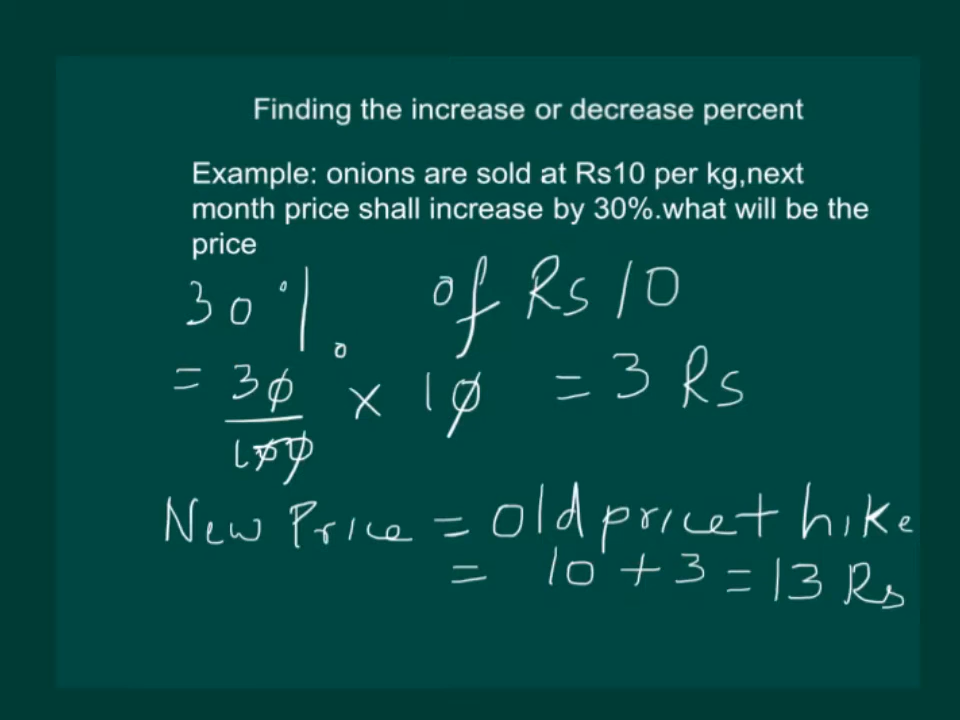 Finding the increase or decrease percent
Example: onions are sold at Rs10 per kg,next
month price shall increase by 30%.what will be the
price
30% of Rs 10
= 30/100 × 10 = 3 Rs
New Price = old price + hike
= 10 + 3 = 13 Rs